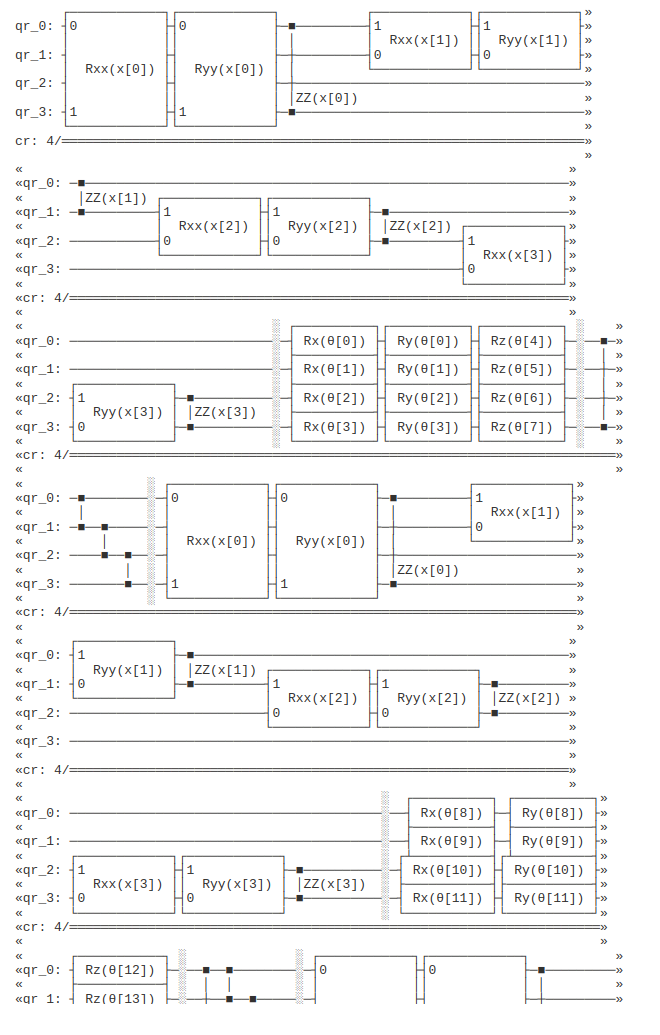 »
qr_0: 0 0 1 1 »
Rxx(x[1]) Ryy(x[1]) »
qr_1: 0 0 »
Rxx(x[0]) Ryy(x[0]) »
qr_2: »
ZZ(x[0]) »
qr_3: 1 1 »
»
cr: 4/ »
»
« »
«qr_0: »
« ZZ(x[1]) »
«qr_1: 1 1 »
« Rxx(x[2]) Ryy(x[2]) ZZ(x[2]) »
«qr_2: 0 0 1 »
« Rxx(x[3]) »
«qr_3: 0 »
« »
«cr: 4/ »
« »
« »
«qr_0: Rx(θ[0]) Ry(θ[0]) Rz(θ[4]) »
« »
«qr_1: Rx(θ[1]) Ry(θ[1]) Rz(θ[5]) »
« »
«qr_2: 1 Rx(θ[2]) Ry(θ[2]) Rz(θ[6]) »
« Ryy(x[3]) ZZ(x[3]) »
«qr_3: 0 Rx(θ[3]) Ry(θ[3]) Rz(θ[7]) »
« »
«cr: 4/ »
« »
« »
«qr_0: 0 0 1 »
« Rxx(x[1]) »
«qr_1: 0 »
« Rxx(x[0]) Ryy(x[0]) »
«qr_2: »
« ZZ(x[0]) »
«qr_3: 1 1 »
« »
«cr: 4/ »
« »
« »
«qr_0: 1 »
« Ryy(x[1]) ZZ(x[1]) »
«qr_1: 0 1 1 »
« Rxx(x[2]) Ryy(x[2]) ZZ(x[2]) »
«qr_2: 0 0 »
« »
«qr_3: »
« »
«cr: 4/ »
« »
« »
«qr_0: Rx(θ[8]) Ry(θ[8]) »
« »
«qr_1: Rx(θ[9]) Ry(θ[9]) »
« »
«qr_2: 1 1 Rx(θ[10]) Ry(θ[10]) »
« Rxx(x[3]) Ryy(x[3]) ZZ(x[3]) »
«qr_3: 0 0 Rx(θ[11]) Ry(θ[11]) »
« »
«cr: 4/ »
« »
« »
«qr_0: Rz(θ[12]) 0 0 »
« »
«qr_1: Rz(θ[13]) »